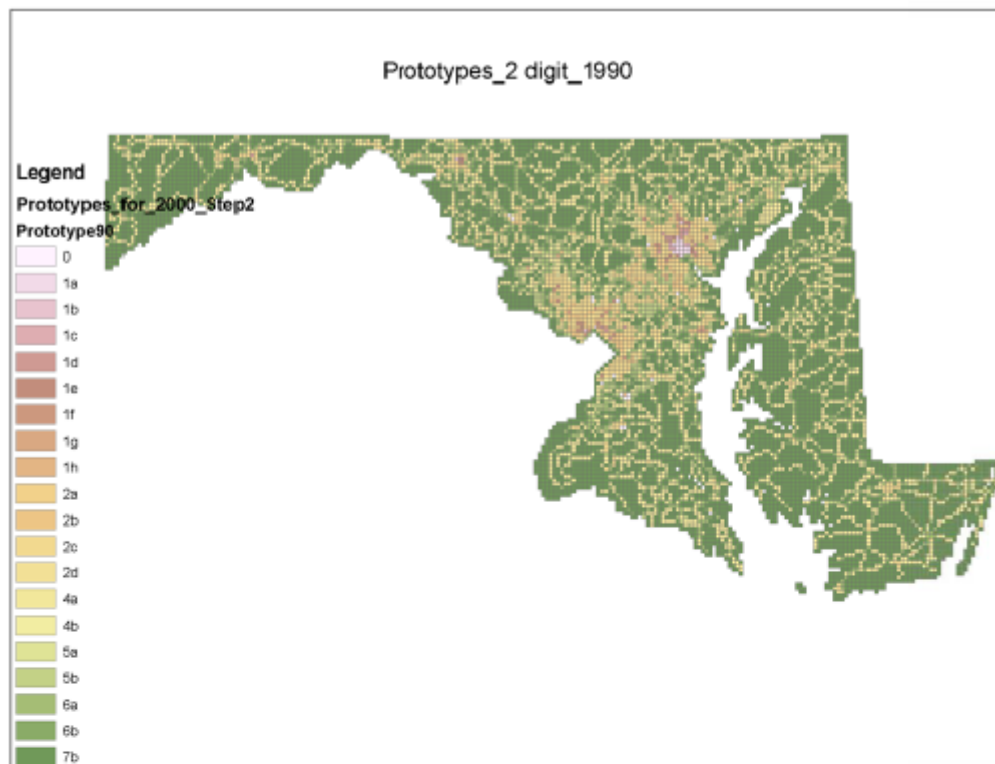 Prototypes_2 digit_1990
Legend
Prototypes_for_2000_Step2
Prototype90
0
1a
1b
1c
1d
1e
1f
1g
1h
2a
2b
2c
2d
4a
4b
5a
5b
6a
6b
7b